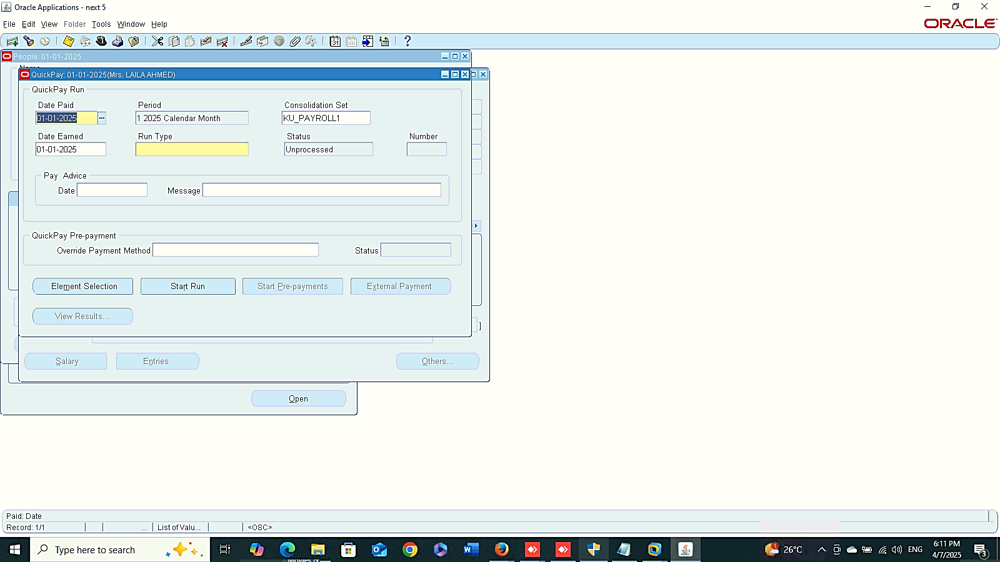 Oracle Applications - next 5
File Edit View Folder Tools Window Help
ORACLE
People: 01-01-2025
QuickPay: 01-01-2025(Mrs. LAILA AHMED)
QuickPay Run
Date Paid Period Consolidation Set
01-01-2025 1 2025 Calendar Month KU_PAYROLL1
Date Earned Run Type Status Number
01-01-2025 Unprocessed
Pay Advice
Date Message
QuickPay Pre-payment
Override Payment Method Status
Element Selection Start Run Start Pre-payments External Payment
View Results...
]
Salary Entries Others...
Open
Paid: Date
Record: 1/1 ... List of Valu... <OSC>
Type here to search
26°C ENG
6:11 PM
4/7/2025
3